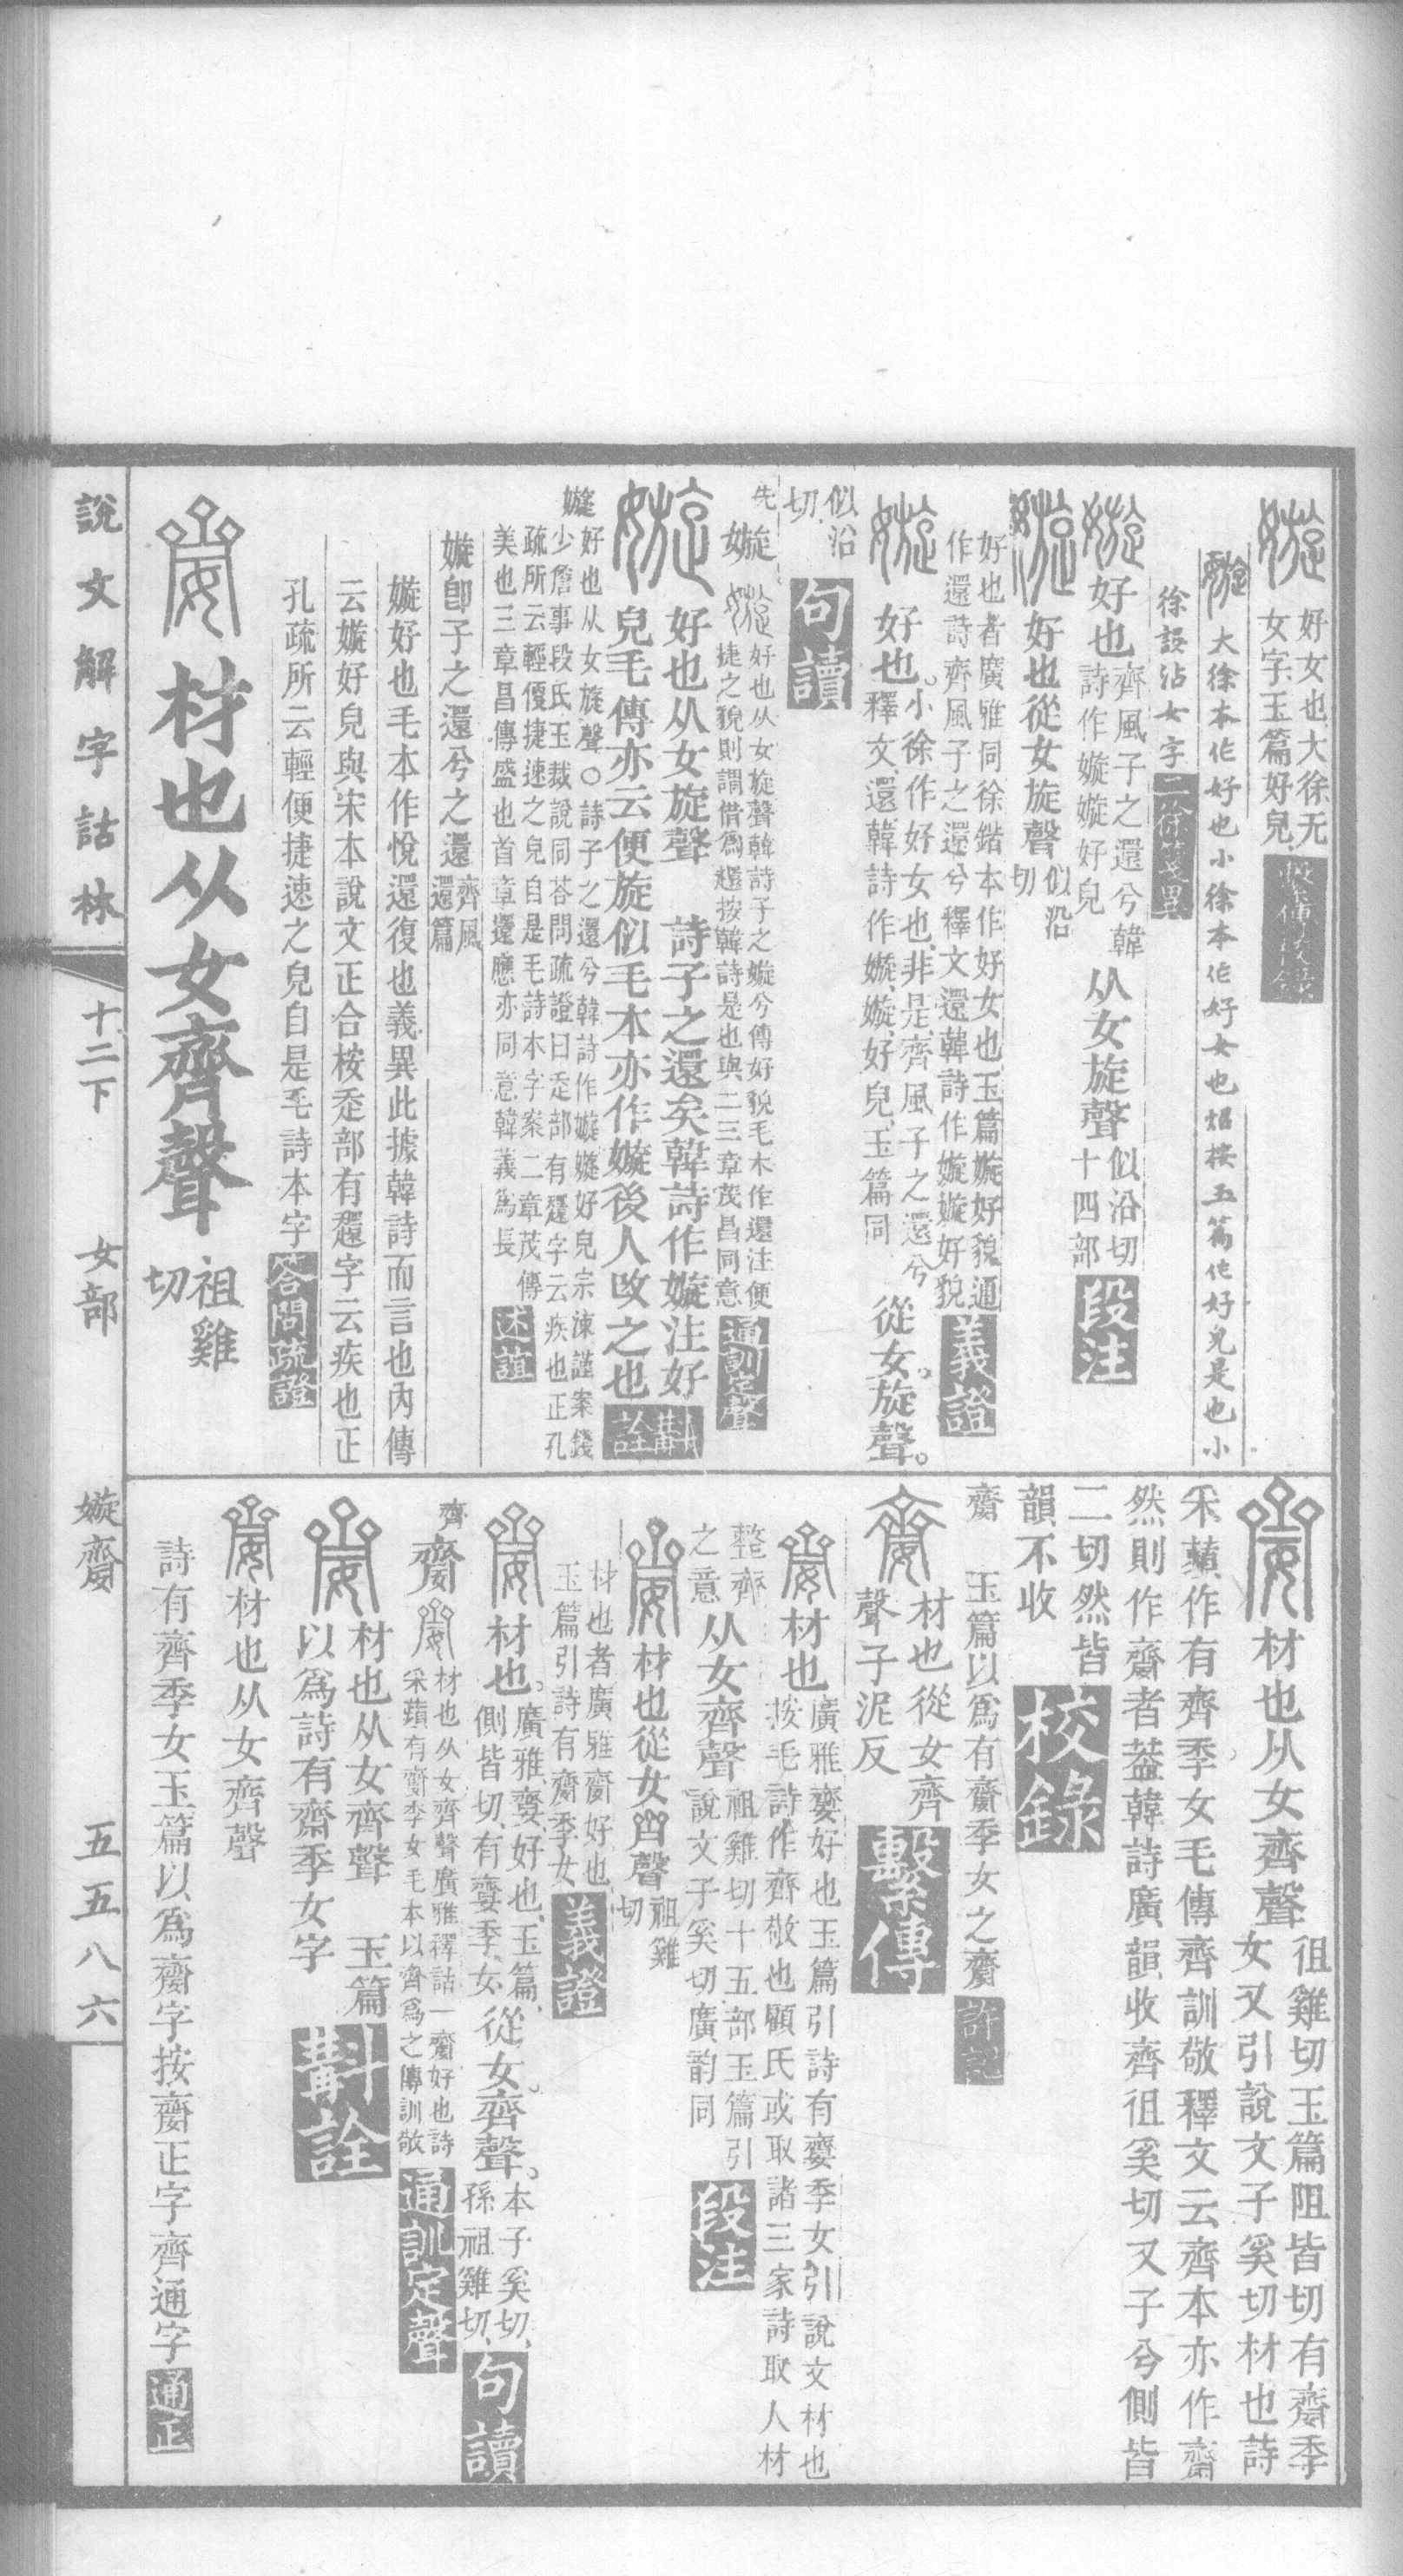 好女也大徐无
女字玉篇好皃
大徐本作好也小徐本作好女也炤按玉篇作好皃是也小
徐誤沾女字 二徐箋異
好也
齊風子之還兮韓
詩作嫙嫙好皃
从女旋聲
似沿切
十四部
段注
好也從女旋聲
似沿
切
好也者廣雅同徐鍇本作好女也玉篇嫙好貌通
作還詩齊風子之還兮釋文還韓詩作嫙嫙好貌
義證
好也。
小徐作好女也、非是、齊風子之還兮
釋文、還韓詩作嫙、嫙、好皃、玉篇同
從女。旋聲。
似沿
切、
句讀
先
嫙
好也从女旋聲韓詩子之嫙兮傳好貌毛本作還注便
捷之貌則謂借爲趯按韓詩是也與二三章茂昌同意
通訓定聲
好也从女旋聲 詩子之還矣韓詩作嫙注好
皃毛傳亦云便旋似毛本亦作嫙後人改之也
斠詮
嫙
好也从女旋聲○詩子之還兮韓詩作嫙嫙好皃宗涑謹案錢
少詹事段氏玉裁說同荅問疏證曰走部有趯字云疾也正孔
疏所云輕便捷速之皃自是毛詩本字案二章茂傳
美也三章昌傳盛也首章還應亦同意韓義爲長
述誼
嫙卽子之還兮之還
齊風
還篇
嫙好也毛本作悅還復也義異此據韓詩而言也內傳
云嫙好皃與宋本說文正合桉走部有趯字云疾也正
孔疏所云輕便捷速之皃自是毛詩本字 答問疏證
材也从女齊聲
祖雞
切
材也从女齊聲
徂雞切玉篇阻皆切有齌季
女又引說文子奚切材也詩
釆蘋作有齊季女毛傳齊訓敬釋文云齊本亦作齋
然則作齌者葢韓詩廣韻收齊徂奚切又子兮側皆
二切然皆
韻不收
校錄
齌 玉篇以爲有齌季女之齌 許記
材也從女齊
聲子泥反
繫傳
材也
廣雅齌好也玉篇引詩有齌季女引說文材也
按毛詩作齊敬也顧氏或取諸三家詩取人材
整齊
之意
从女齊聲
祖雞切十五部玉篇引
說文子奚切廣韵同
段注
材也從女齊聲
祖雞
切
材也者廣雅齌好也
玉篇引詩有齌季女
義證
材也。
廣雅、齌、好也、玉篇、
側皆切、有齌季女、
從女。齊聲。
本子奚切、
孫祖雞切、
句讀
齊
齌
材也从女齊聲廣雅釋詁一齌好也詩
采蘋有齌季女毛本以齊爲之傳訓敬
通訓定聲
材也从女齊聲 玉篇
以爲詩有齋季女字
斠詮
材也从女齊聲
詩有齊季女玉篇以爲齌字按齌正字齊通字 通正
說文解字詁林
十二下
女部
嫙齌
五五八六